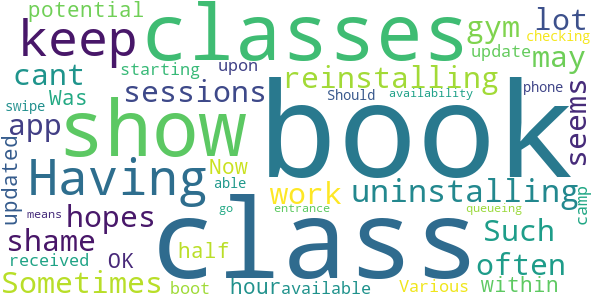 potential
keep
classes
gym
lot
checking
update
may
cant
starting
upon
reinstalling
swipe
Was
sessions
Should
availability
phone
app
show
book
seems
updated
Having
Now
able
work
uninstalling
camp
means
hopes
go
entrance
class
queueing
shame
half
Such
often
received
OK
Sometimes
boot
hour
available
Various
within